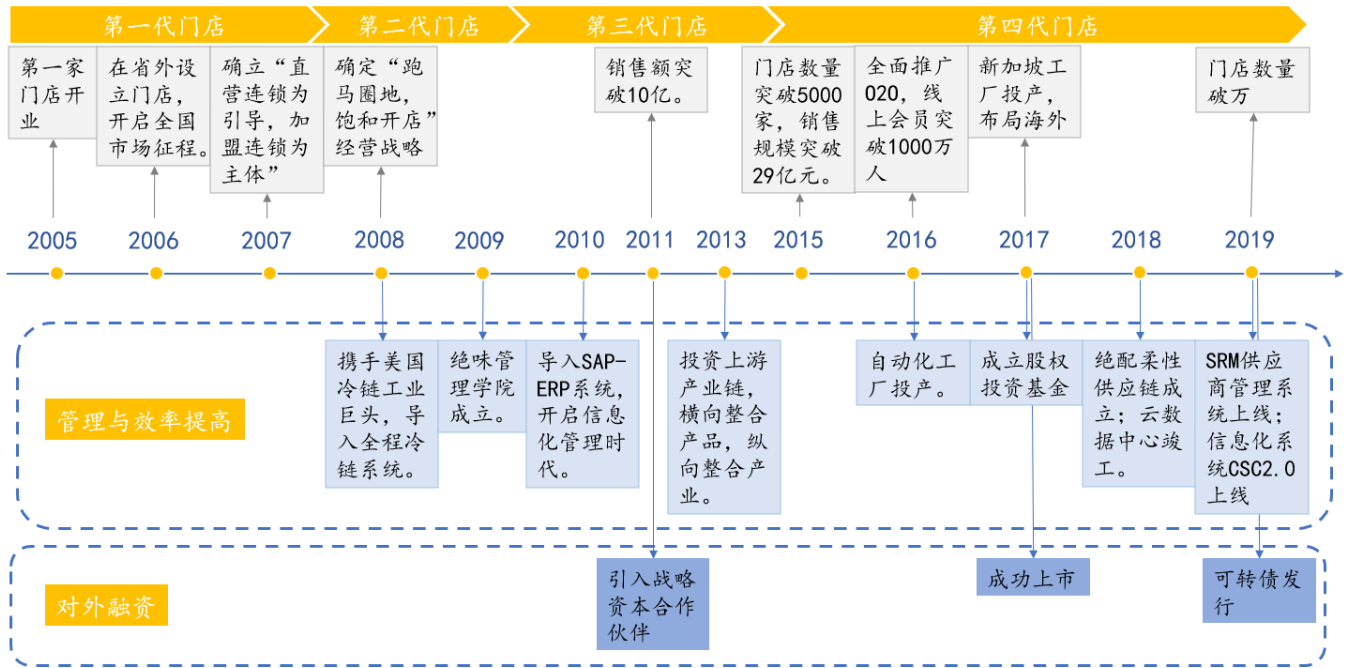 第一代门店
第二代门店
第三代门店
第四代门店
第一家
门店开
业
在省外设
立门店，
开启全国
市场征程。
确立“直
营连锁为
引导，加
盟连锁为
主体”
确定“跑
马圈地，
饱和开店”
经营战略
销售额突
破10亿。
门店数量
突破5000
家，销售
规模突破
29亿元。
全面推广
O2O，线
上会员突
破1000万
人
新加坡工
厂投产，
布局海外
门店数量
破万
2005
2006
2007
2008
2009
2010
2011
2013
2015
2016
2017
2018
2019
管理与效率提高
携手美国
冷链工业
巨头，导
入全程冷
链系统。
绝味管
理学院
成立。
导入SAP-
ERP系统，
开启信息
化管理时
代。
投资上游
产业链，
横向整合
产品，纵
向整合产
业。
自动化工
厂投产。
成立股权
投资基金
绝配柔性
供应链成
立；云数
据中心竣
工。
SRM供应
商管理系
统上线；
信息化系
统CSC2.0
上线
对外融资
引入战略
资本合作
伙伴
成功上市
可转债发
行